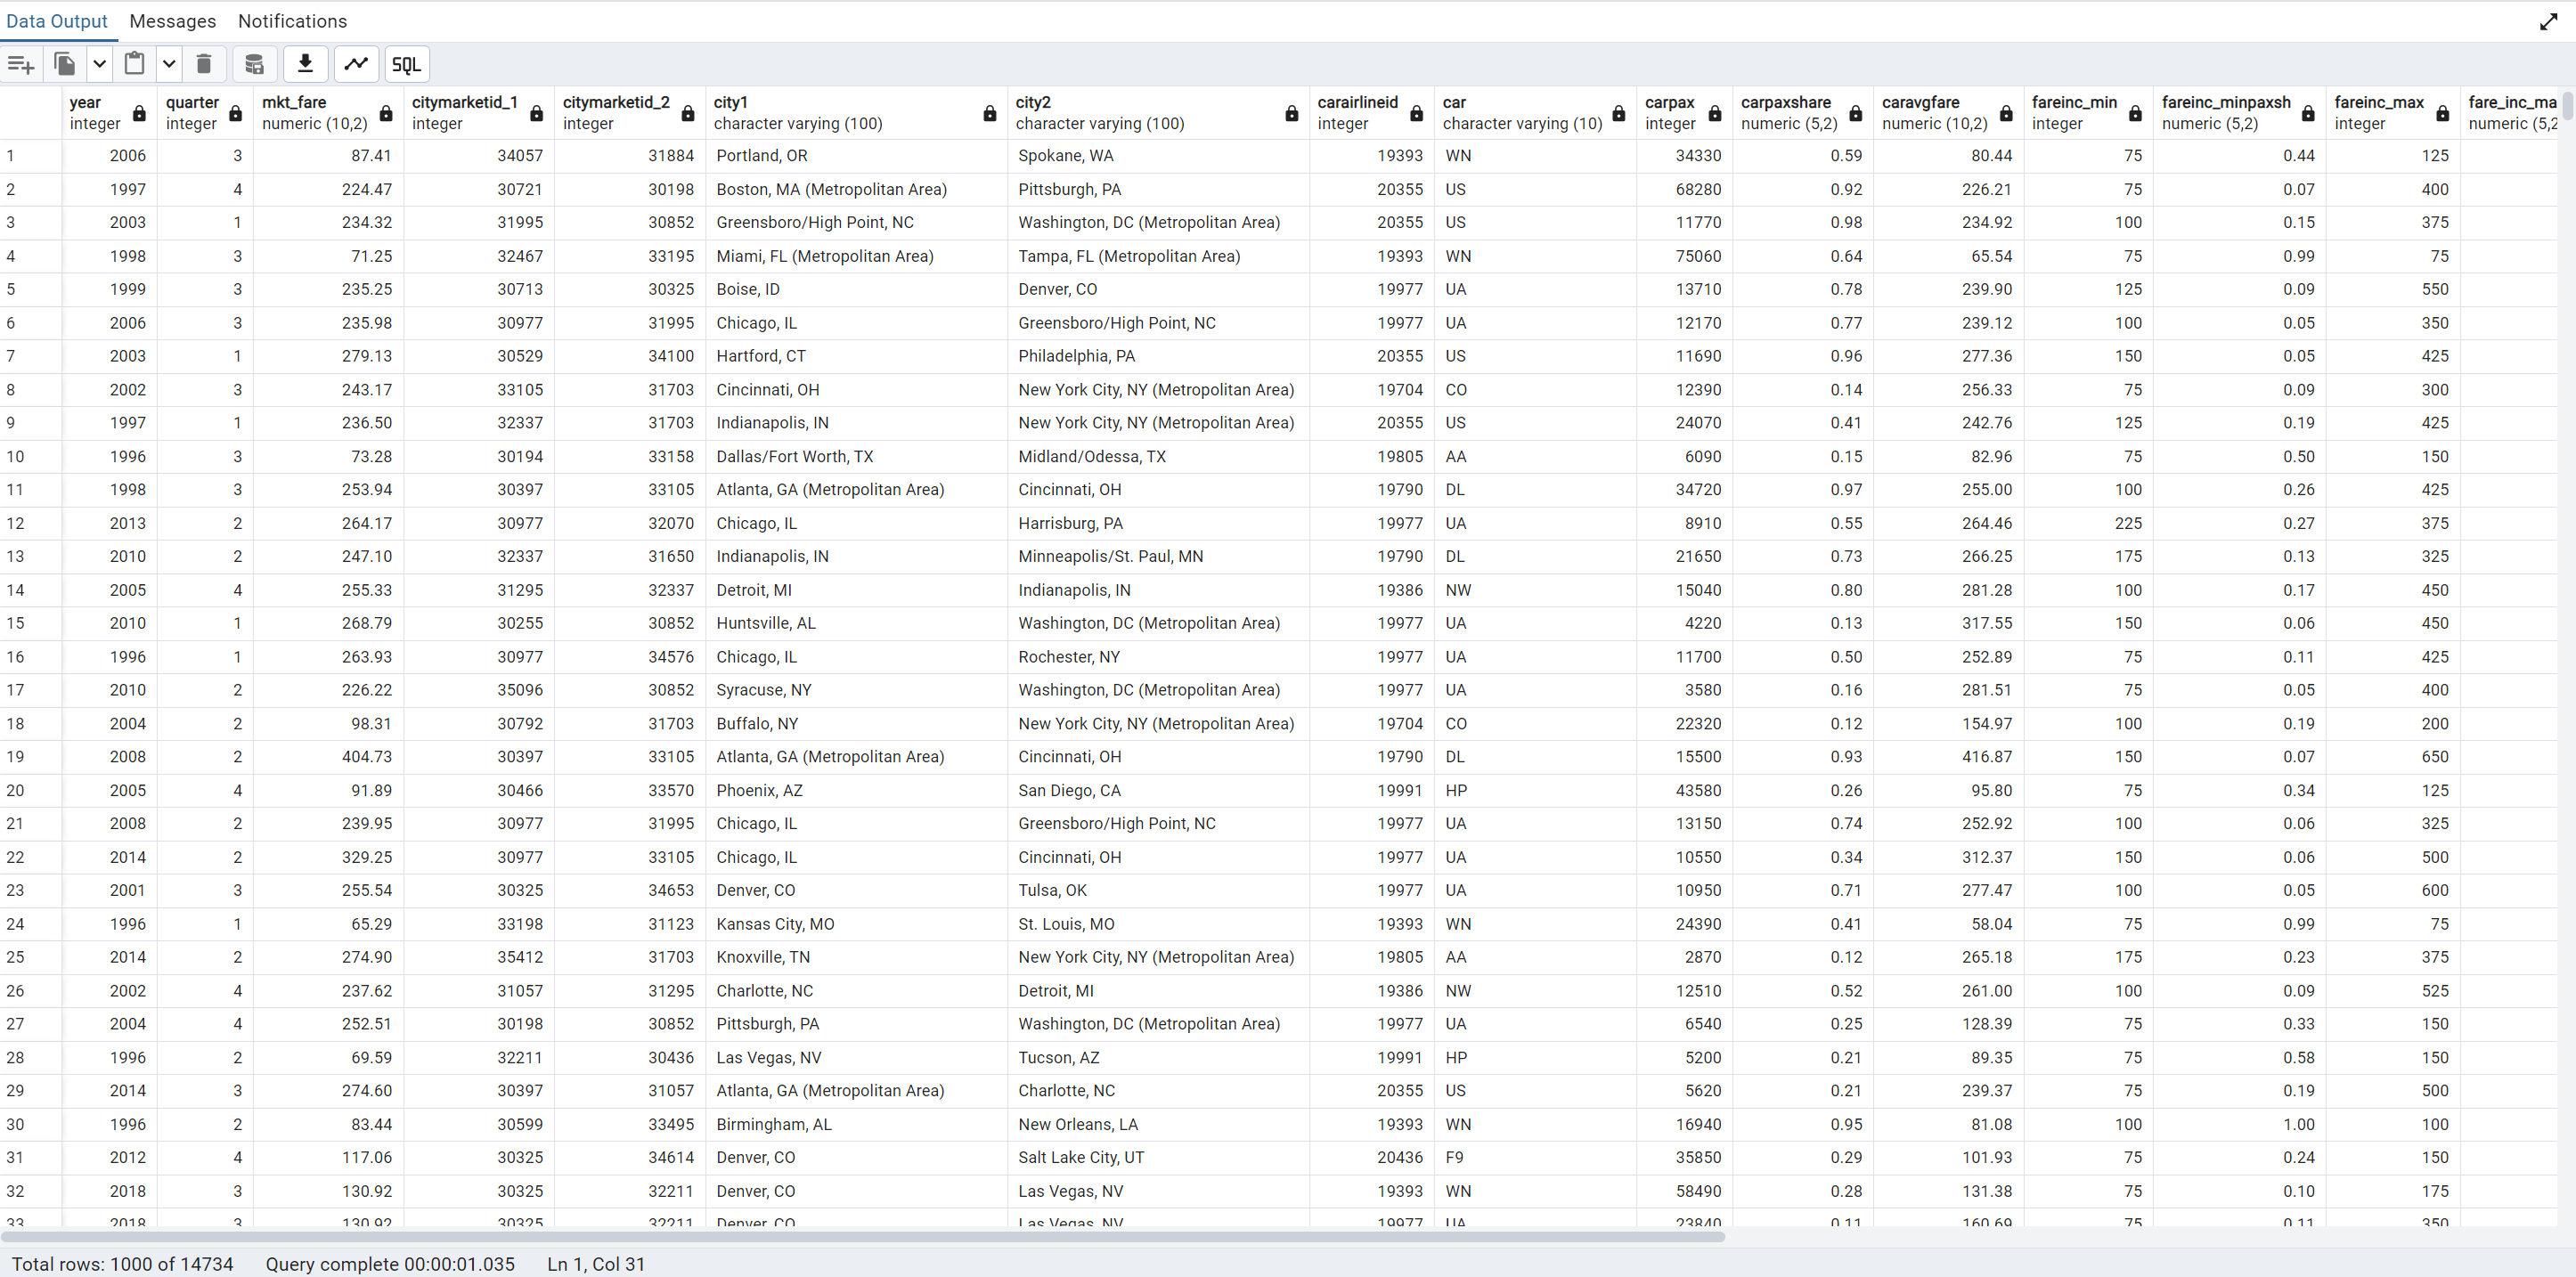 Data Output Messages Notifications
SQL
year quarter mkt_fare citymarketid_1 citymarketid_2 city1 city2 carairlineid car carpax carpaxshare caravgfare fareinc_min fareinc_minpaxsh fareinc_max fare_inc_ma
integer integer numeric (10,2) integer integer character varying (100) character varying (100) integer character varying (10) integer numeric (5,2) numeric (10,2) integer numeric (5,2) integer numeric (5,2
1 2006 3 87.41 34057 31884 Portland, OR Spokane, WA 19393 WN 34330 0.59 80.44 75 0.44 125
2 1997 4 224.47 30721 30198 Boston, MA (Metropolitan Area) Pittsburgh, PA 20355 US 68280 0.92 226.21 75 0.07 400
3 2003 1 234.32 31995 30852 Greensboro/High Point, NC Washington, DC (Metropolitan Area) 20355 US 11770 0.98 234.92 100 0.15 375
4 1998 3 71.25 32467 33195 Miami, FL (Metropolitan Area) Tampa, FL (Metropolitan Area) 19393 WN 75060 0.64 65.54 75 0.99 75
5 1999 3 235.25 30713 30325 Boise, ID Denver, CO 19977 UA 13710 0.78 239.90 125 0.09 550
6 2006 3 235.98 30977 31995 Chicago, IL Greensboro/High Point, NC 19977 UA 12170 0.77 239.12 100 0.05 350
7 2003 1 279.13 30529 34100 Hartford, CT Philadelphia, PA 20355 US 11690 0.96 277.36 150 0.05 425
8 2002 3 243.17 33105 31703 Cincinnati, OH New York City, NY (Metropolitan Area) 19704 CO 12390 0.14 256.33 75 0.09 300
9 1997 1 236.50 32337 31703 Indianapolis, IN New York City, NY (Metropolitan Area) 20355 US 24070 0.41 242.76 125 0.19 425
10 1996 3 73.28 30194 33158 Dallas/Fort Worth, TX Midland/Odessa, TX 19805 AA 6090 0.15 82.96 75 0.50 150
11 1998 3 253.94 30397 33105 Atlanta, GA (Metropolitan Area) Cincinnati, OH 19790 DL 34720 0.97 255.00 100 0.26 425
12 2013 2 264.17 30977 32070 Chicago, IL Harrisburg, PA 19977 UA 8910 0.55 264.46 225 0.27 375
13 2010 2 247.10 32337 31650 Indianapolis, IN Minneapolis/St. Paul, MN 19790 DL 21650 0.73 266.25 175 0.13 325
14 2005 4 255.33 31295 32337 Detroit, MI Indianapolis, IN 19386 NW 15040 0.80 281.28 100 0.17 450
15 2010 1 268.79 30255 30852 Huntsville, AL Washington, DC (Metropolitan Area) 19977 UA 4220 0.13 317.55 150 0.06 450
16 1996 1 263.93 30977 34576 Chicago, IL Rochester, NY 19977 UA 11700 0.50 252.89 75 0.11 425
17 2010 2 226.22 35096 30852 Syracuse, NY Washington, DC (Metropolitan Area) 19977 UA 3580 0.16 281.51 75 0.05 400
18 2004 2 98.31 30792 31703 Buffalo, NY New York City, NY (Metropolitan Area) 19704 CO 22320 0.12 154.97 100 0.19 200
19 2008 2 404.73 30397 33105 Atlanta, GA (Metropolitan Area) Cincinnati, OH 19790 DL 15500 0.93 416.87 150 0.07 650
20 2005 4 91.89 30466 33570 Phoenix, AZ San Diego, CA 19991 HP 43580 0.26 95.80 75 0.34 125
21 2008 2 239.95 30977 31995 Chicago, IL Greensboro/High Point, NC 19977 UA 13150 0.74 252.92 100 0.06 325
22 2014 2 329.25 30977 33105 Chicago, IL Cincinnati, OH 19977 UA 10550 0.34 312.37 150 0.06 500
23 2001 3 255.54 30325 34653 Denver, CO Tulsa, OK 19977 UA 10950 0.71 277.47 100 0.05 600
24 1996 1 65.29 33198 31123 Kansas City, MO St. Louis, MO 19393 WN 24390 0.41 58.04 75 0.99 75
25 2014 2 274.90 35412 31703 Knoxville, TN New York City, NY (Metropolitan Area) 19805 AA 2870 0.12 265.18 175 0.23 375
26 2002 4 237.62 31057 31295 Charlotte, NC Detroit, MI 19386 NW 12510 0.52 261.00 100 0.09 525
27 2004 4 252.51 30198 30852 Pittsburgh, PA Washington, DC (Metropolitan Area) 19977 UA 6540 0.25 128.39 75 0.33 150
28 1996 2 69.59 32211 30436 Las Vegas, NV Tucson, AZ 19991 HP 5200 0.21 89.35 75 0.58 150
29 2014 3 274.60 30397 31057 Atlanta, GA (Metropolitan Area) Charlotte, NC 20355 US 5620 0.21 239.37 75 0.19 500
30 1996 2 83.44 30599 33495 Birmingham, AL New Orleans, LA 19393 WN 16940 0.95 81.08 100 1.00 100
31 2012 4 117.06 30325 34614 Denver, CO Salt Lake City, UT 20436 F9 35850 0.29 101.93 75 0.24 150
32 2018 3 130.92 30325 32211 Denver, CO Las Vegas, NV 19393 WN 58490 0.28 131.38 75 0.10 175
33 2018 3 130.92 30325 32211 Denver, CO Las Vegas, NV 19977 UA 23840 0.11 160.69 75 0.11 350
Total rows: 1000 of 14734 Query complete 00:00:01.035 Ln 1, Col 31